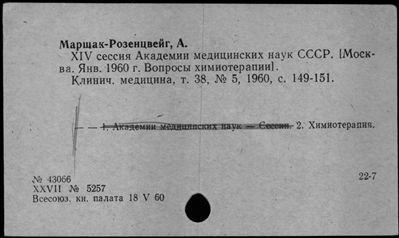 Маршак-Розенцвейг, А.
XIV сессия Академии медицинских наук СССР. [Моск-
ва. Янв. 1960 г. Вопросы химиотерапии].
Клинич. медицина, т. 38, № 5, 1960, с. 149-151.
— — 1. Академии медицинских наук — Сессии. 2. Химиотерапия.
№ 43066
22-7
XXVII № 5257
Всесоюз. кн. палата 18 V 60